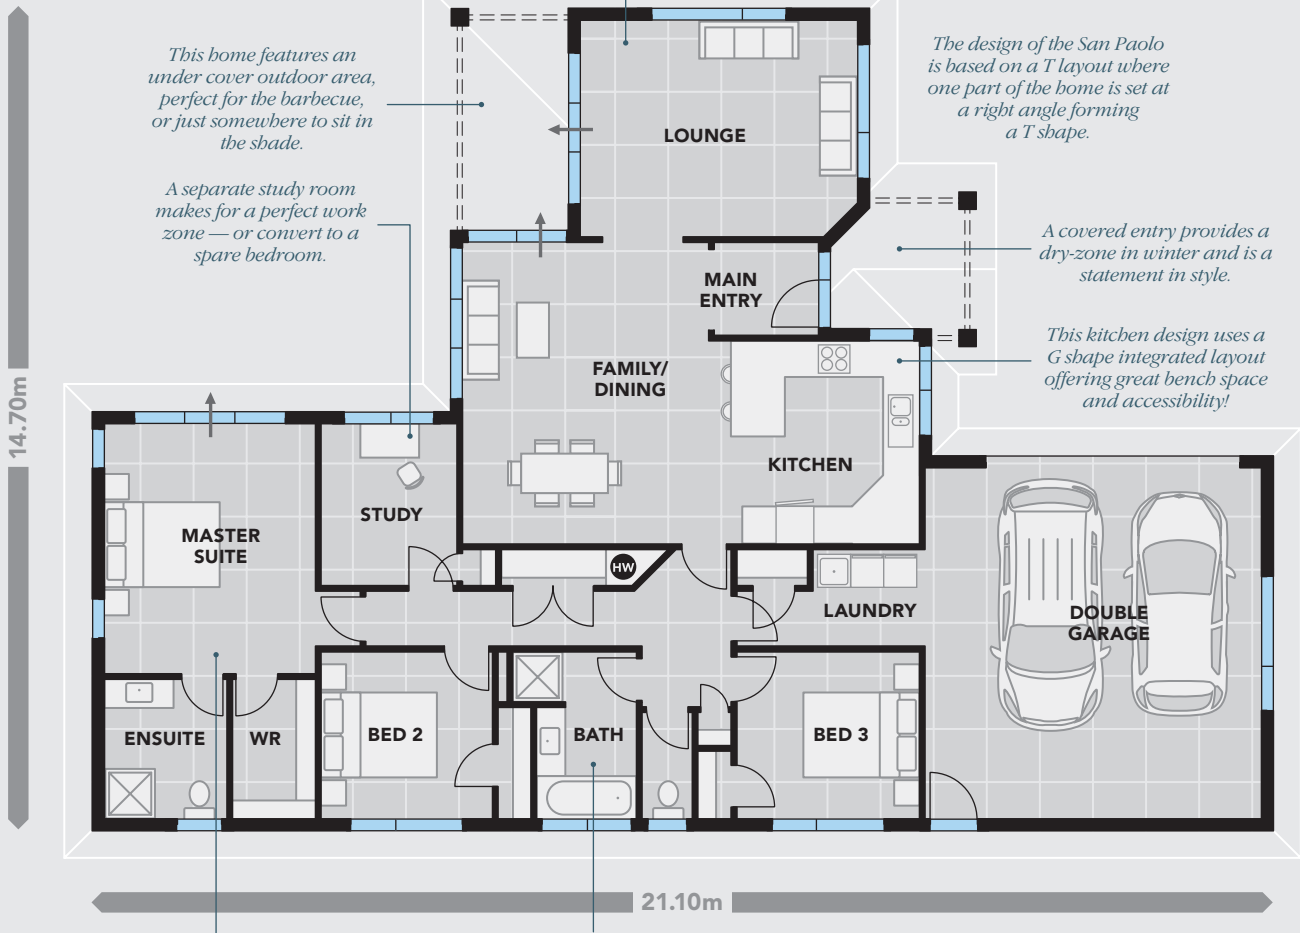 This home features an
under cover outdoor area,
perfect for the barbecue,
or just somewhere to sit in
the shade.
A separate study room
makes for a perfect work
zone — or convert to a
spare bedroom.
The design of the San Paolo
is based on a T layout where
one part of the home is set at
a right angle forming
a T shape.
A covered entry provides a
dry-zone in winter and is a
statement in style.
This kitchen design uses a
G shape integrated layout
offering great bench space
and accessibility!
LOUNGE
MAIN
ENTRY
FAMILY/
DINING
KITCHEN
STUDY
MASTER
SUITE
HW
LAUNDRY
DOUBLE
GARAGE
ENSUITE
WR
BED 2
BATH
BED 3
14.70m
21.10m